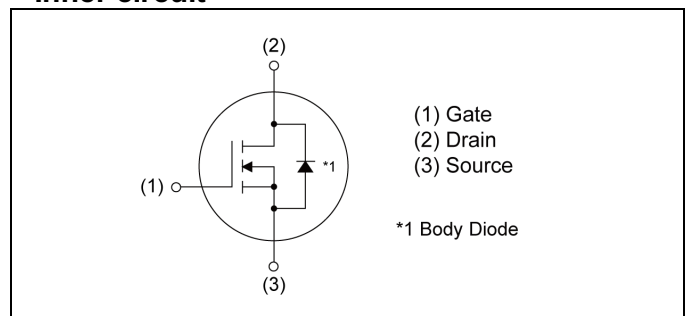 Inner circuit
(2)
(1) Gate
(2) Drain
(3) Source
*1
(1)
*1 Body Diode
(3)